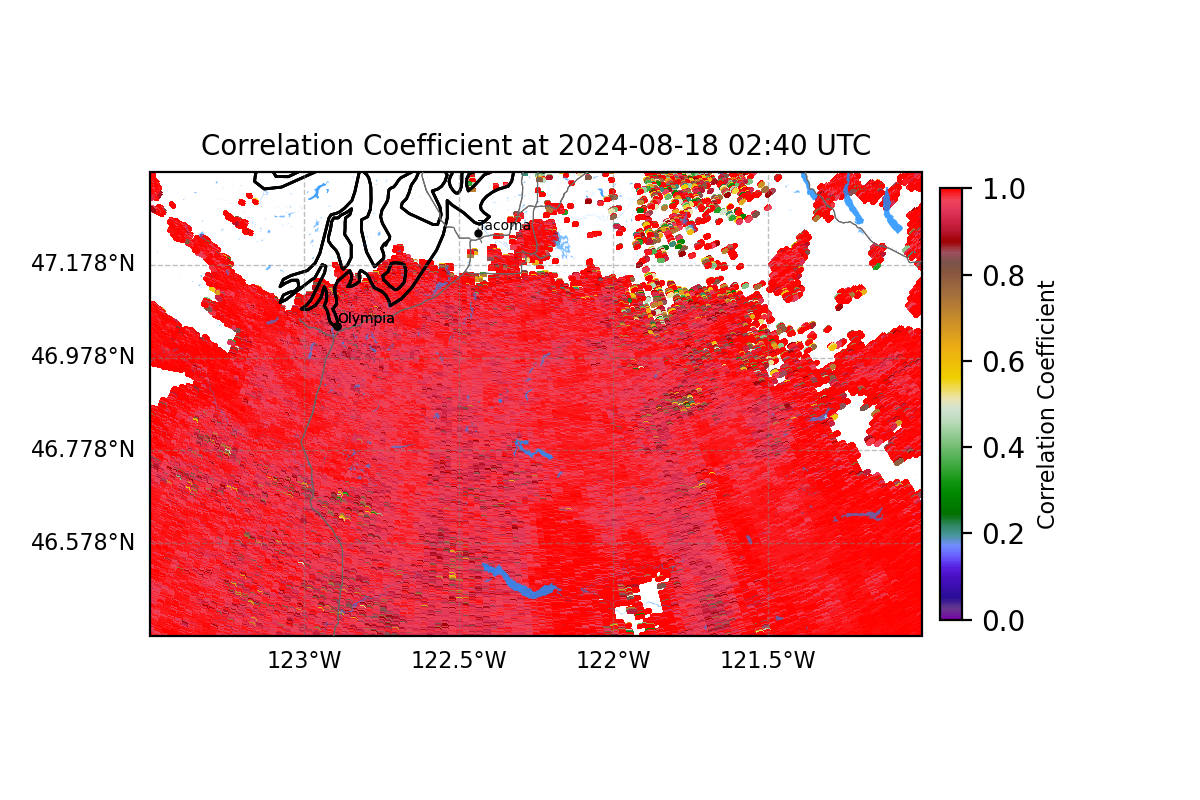 Correlation Coefficient at 2024-08-18 02:40 UTC
Tacoma
Olympia
47.178°N
46.978°N
46.778°N
46.578°N
123°W
122.5°W
122°W
121.5°W
1.0
0.8
0.6
0.4
0.2
0.0
Correlation Coefficient